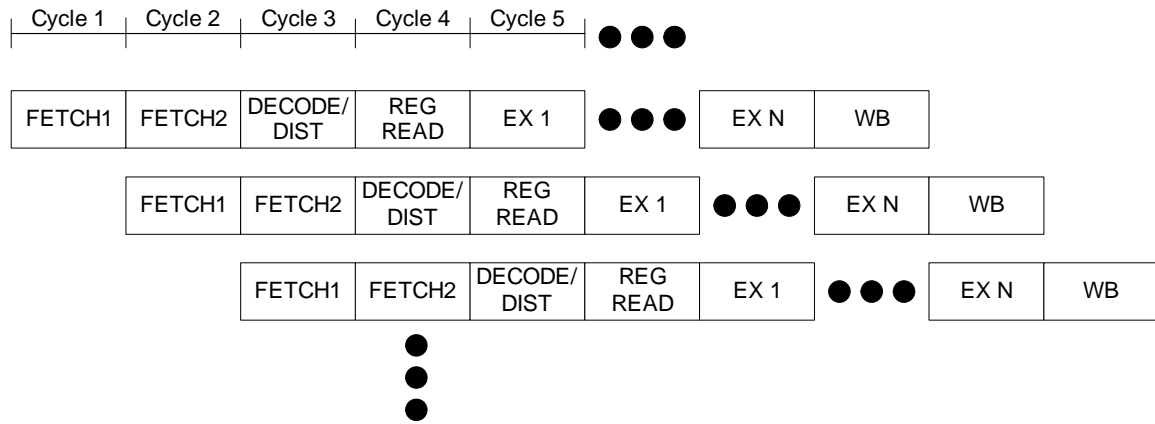 Cycle 1 Cycle 2 Cycle 3 Cycle 4 Cycle 5
FETCH1 FETCH2 DECODE/ DIST REG READ EX 1 EX N WB
FETCH1 FETCH2 DECODE/ DIST REG READ EX 1 EX N WB
FETCH1 FETCH2 DECODE/ DIST REG READ EX 1 EX N WB